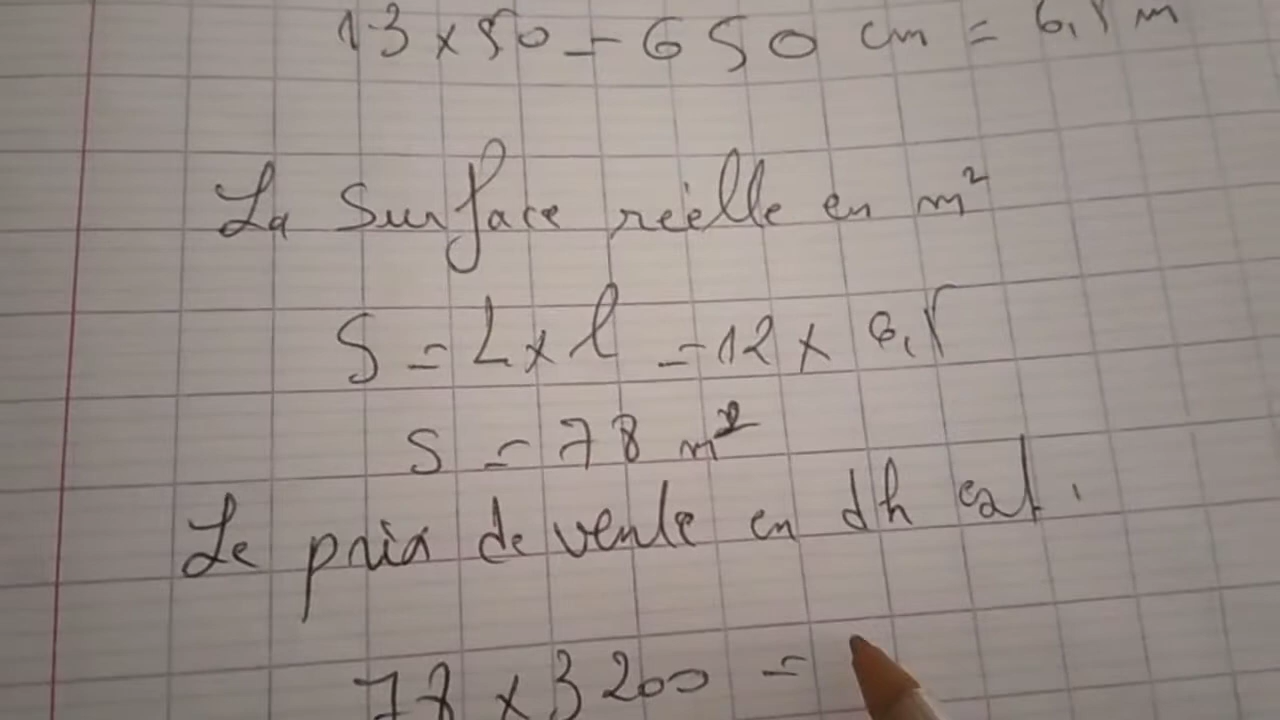 13 x 50 = 650 cm = 6,5 m
La Surface réelle en m²
S = L x l = 12 x 6,5
S = 78 m²
Le prix de vente en dh est.
78 x 3200 =